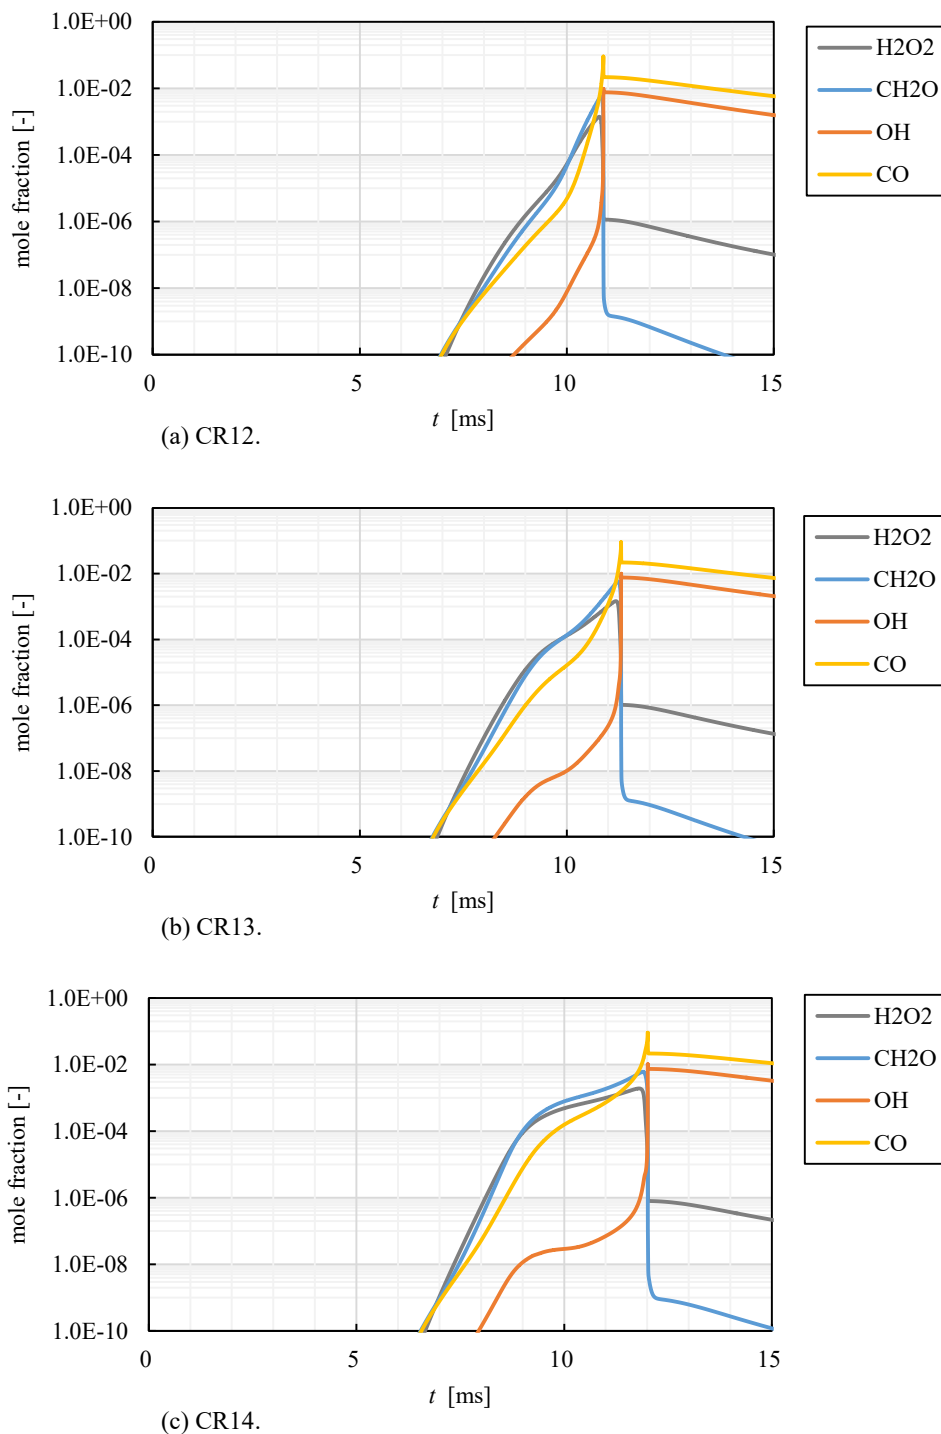 1.0E+00
1.0E-02
1.0E-04
1.0E-06
1.0E-08
1.0E-10
mole fraction [-]
0 5 10 15
t [ms]
H2O2
CH2O
OH
CO
(a) CR12.
1.0E+00
1.0E-02
1.0E-04
1.0E-06
1.0E-08
1.0E-10
mole fraction [-]
0 5 10 15
t [ms]
H2O2
CH2O
OH
CO
(b) CR13.
1.0E+00
1.0E-02
1.0E-04
1.0E-06
1.0E-08
1.0E-10
mole fraction [-]
0 5 10 15
t [ms]
H2O2
CH2O
OH
CO
(c) CR14.